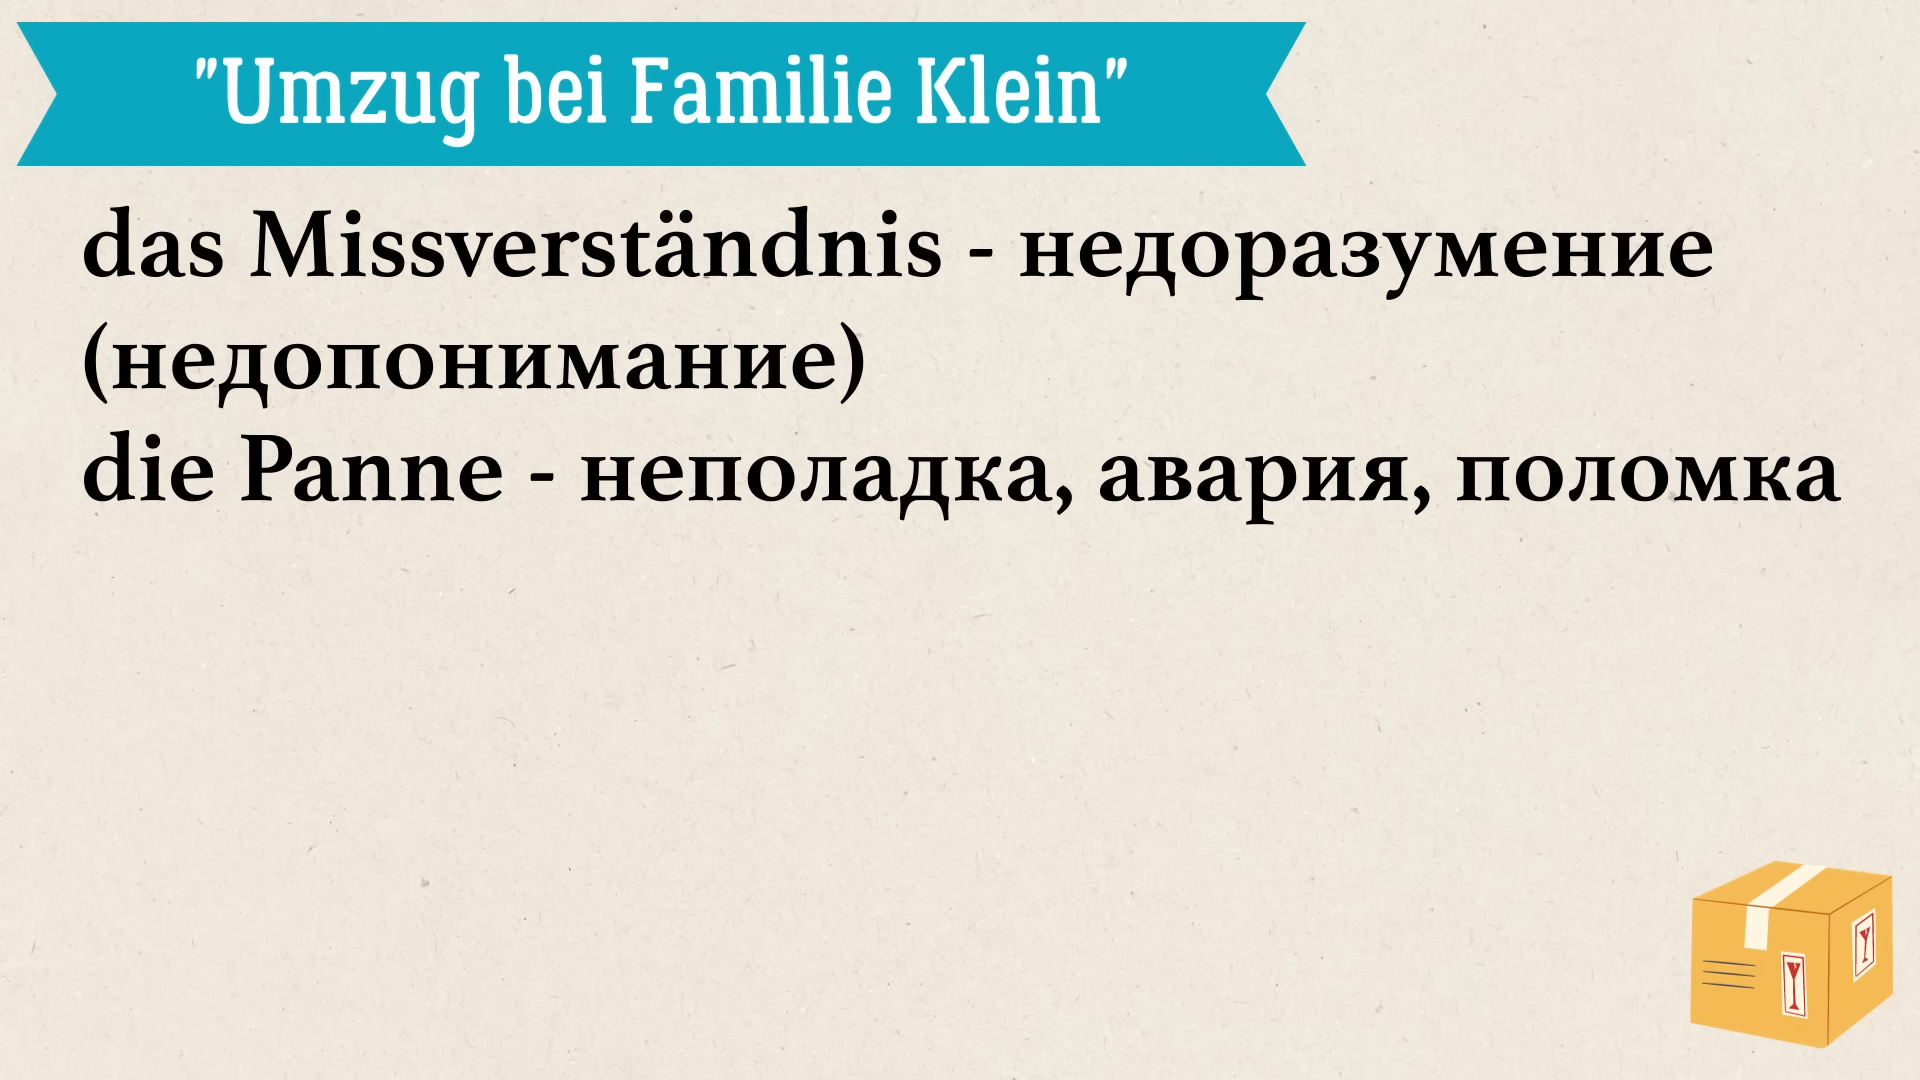 "Umzug bei Familie Klein"
das Missverständnis - недоразумение
(недопонимание)
die Panne - неполадка, авария, поломка